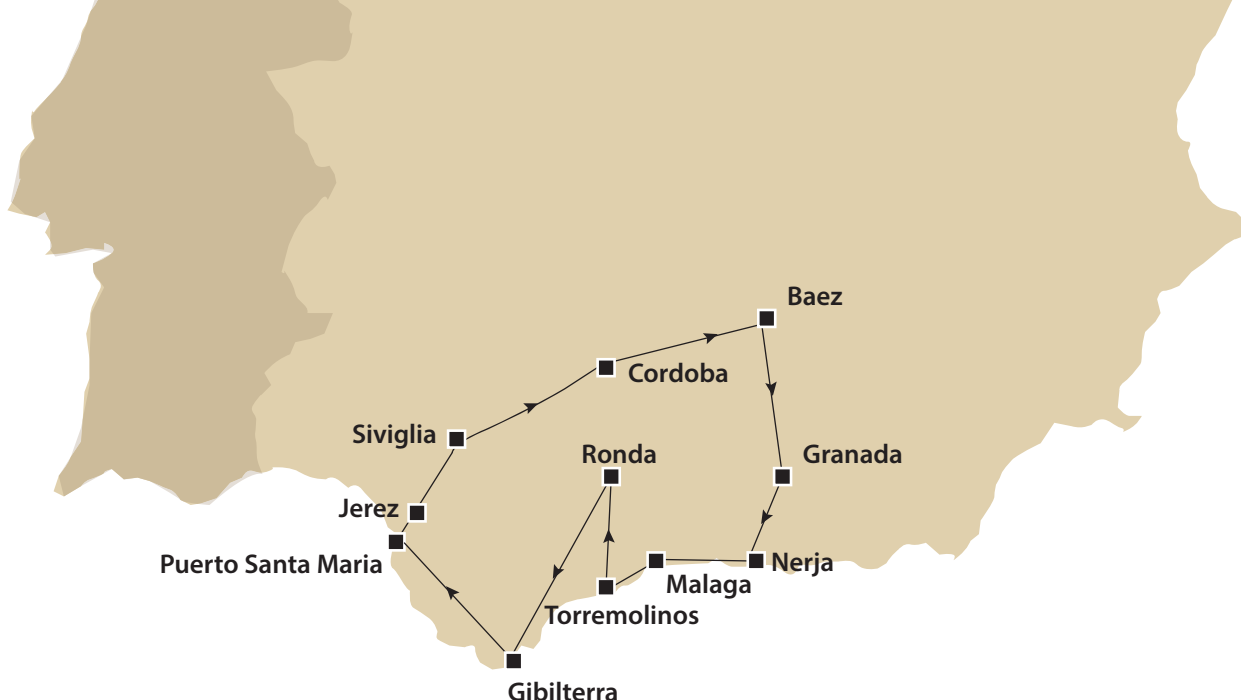 Baez
Cordoba
Siviglia
Ronda
Granada
Jerez
Puerto Santa Maria
Nerja
Malaga
Torremolinos
Gibilterra